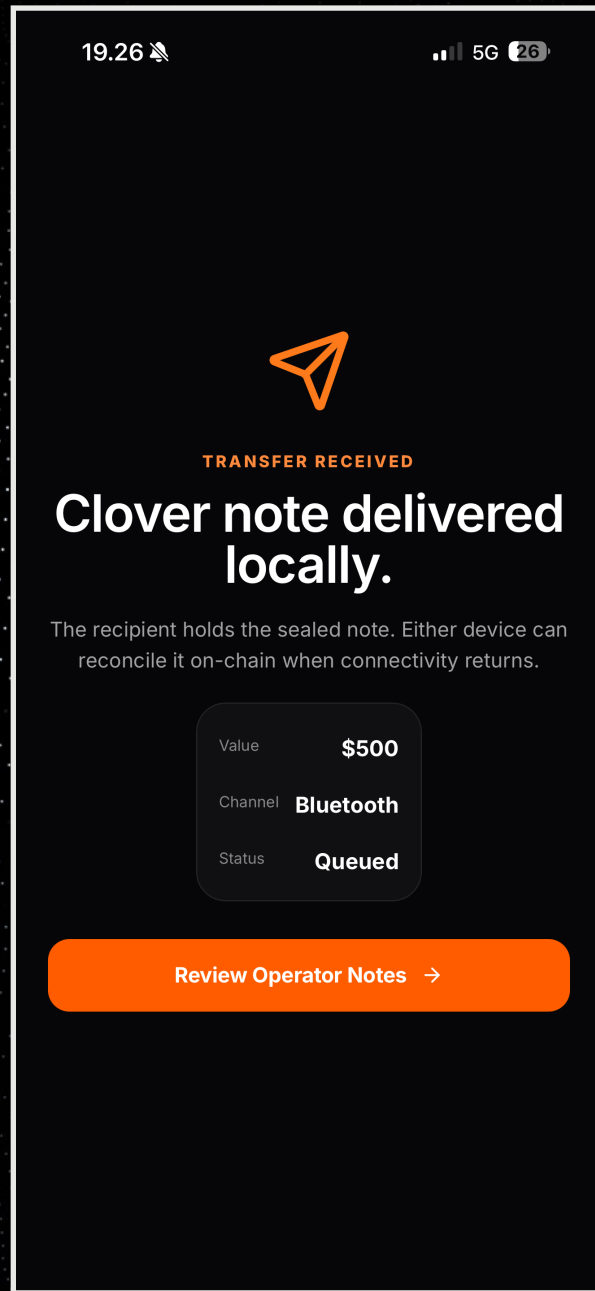 19.26
5G 26
TRANSFER RECEIVED
Clover note delivered
locally.
The recipient holds the sealed note. Either device can
reconcile it on-chain when connectivity returns.
Value $500
Channel Bluetooth
Status Queued
Review Operator Notes →